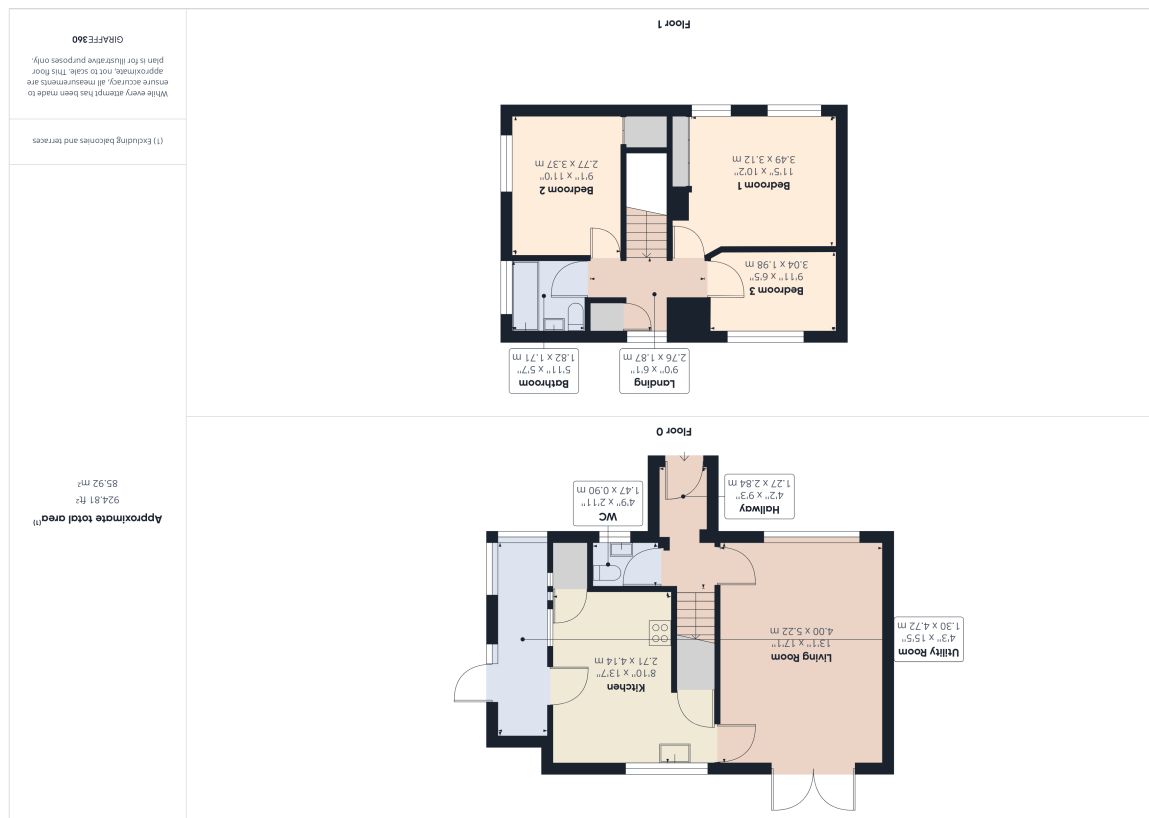 Approximate total area(1)
924.81 ft²
85.92 m²
(1) Excluding balconies and terraces
While every attempt has been made to
ensure accuracy, all measurements are
approximate, not to scale. This floor
plan is for illustrative purposes only.
GIRAFFE360
Utility Room
4'3" x 15'5"
1.30 x 4.72 m
Living Room
13'1" x 17'1"
4.00 x 5.22 m
Kitchen
8'10" x 13'7"
2.71 x 4.14 m
Hallway
4'2" x 9'3"
1.27 x 2.84 m
WC
4'9" x 2'11"
1.47 x 0.90 m
Floor 0
Landing
9'0" x 6'1"
2.76 x 1.87 m
Bathroom
5'11" x 5'7"
1.82 x 1.71 m
Bedroom 3
9'11" x 6'5"
3.04 x 1.98 m
Bedroom 1
11'5" x 10'2"
3.49 x 3.12 m
Bedroom 2
9'1" x 11'0"
2.77 x 3.37 m
Floor 1